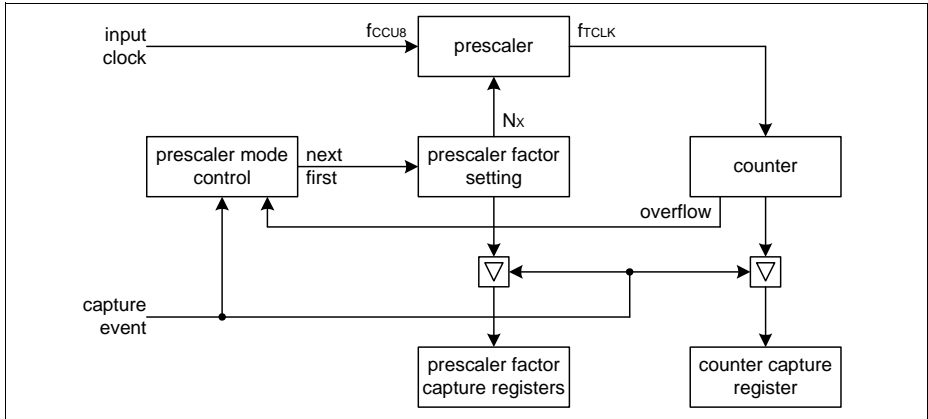 input
clock
fCCU8
prescaler
fTCLK
NX
prescaler mode
control
next
first
prescaler factor
setting
counter
overflow
capture
event
prescaler factor
capture registers
counter capture
register